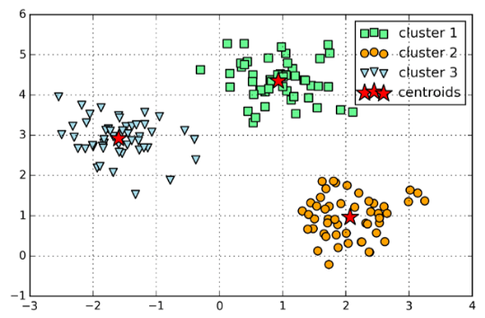 6
5
4
3
2
1
0
−1
−3 −2 −1 0 1 2 3 4
cluster 1
cluster 2
cluster 3
centroids